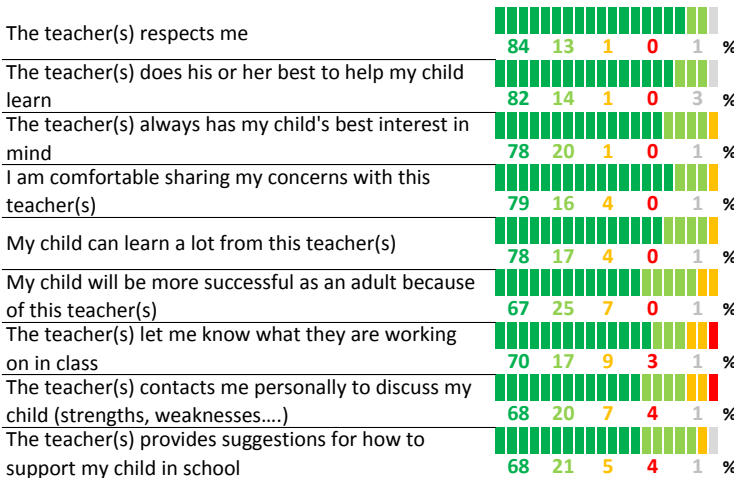 The teacher(s) respects me
84 13 1 0 1 %
The teacher(s) does his or her best to help my child
learn
82 14 1 0 3 %
The teacher(s) always has my child's best interest in
mind
78 20 1 0 1 %
I am comfortable sharing my concerns with this
teacher(s)
79 16 4 0 1 %
My child can learn a lot from this teacher(s)
78 17 4 0 1 %
My child will be more successful as an adult because
of this teacher(s)
67 25 7 0 1 %
The teacher(s) let me know what they are working
on in class
70 17 9 3 1 %
The teacher(s) contacts me personally to discuss my
child (strengths, weaknesses….)
68 20 7 4 1 %
The teacher(s) provides suggestions for how to
support my child in school
68 21 5 4 1 %